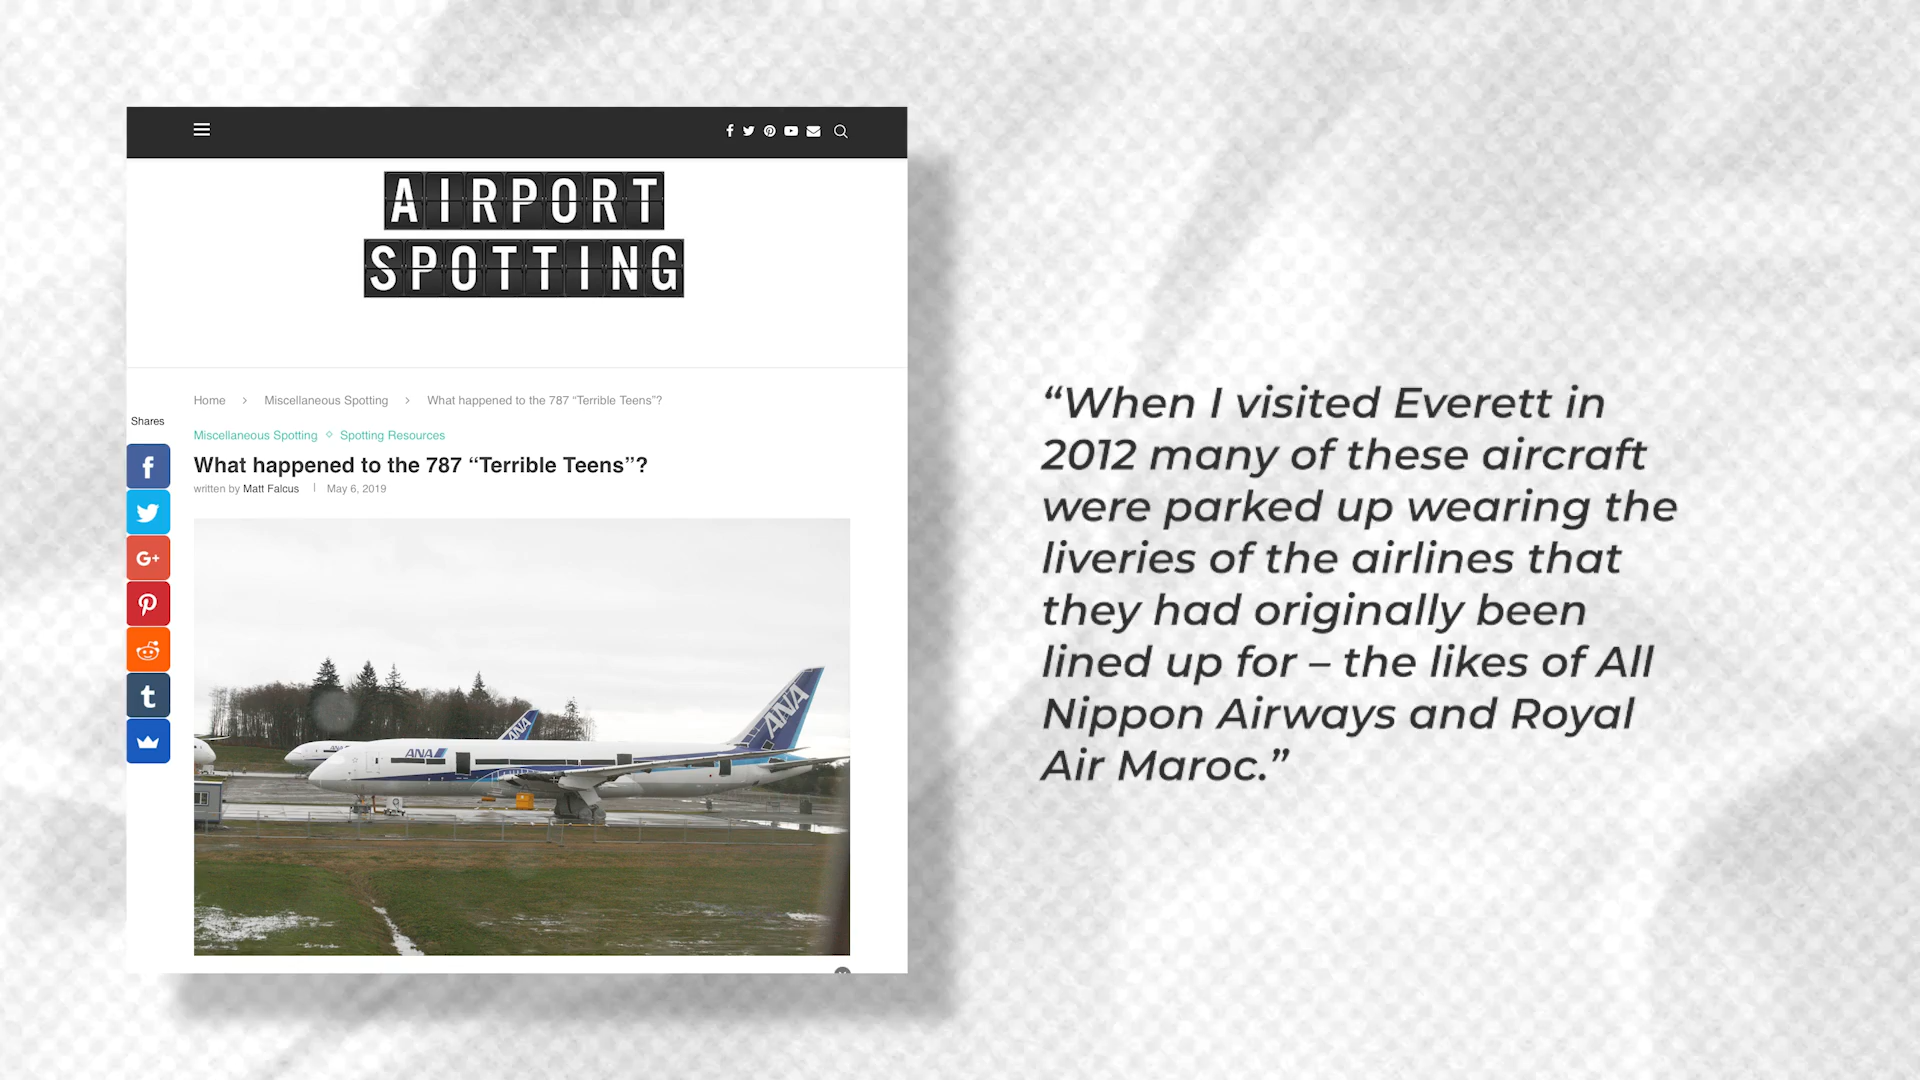 AIRPORT
SPOTTING
Home > Miscellaneous Spotting > What happened to the 787 “Terrible Teens”?
Shares
Miscellaneous Spotting ◇ Spotting Resources
What happened to the 787 “Terrible Teens”?
written by Matt Falcus | May 6, 2019
ANA
ANA
ANA
ANA
“When I visited Everett in
2012 many of these aircraft
were parked up wearing the
liveries of the airlines that
they had originally been
lined up for – the likes of All
Nippon Airways and Royal
Air Maroc.”